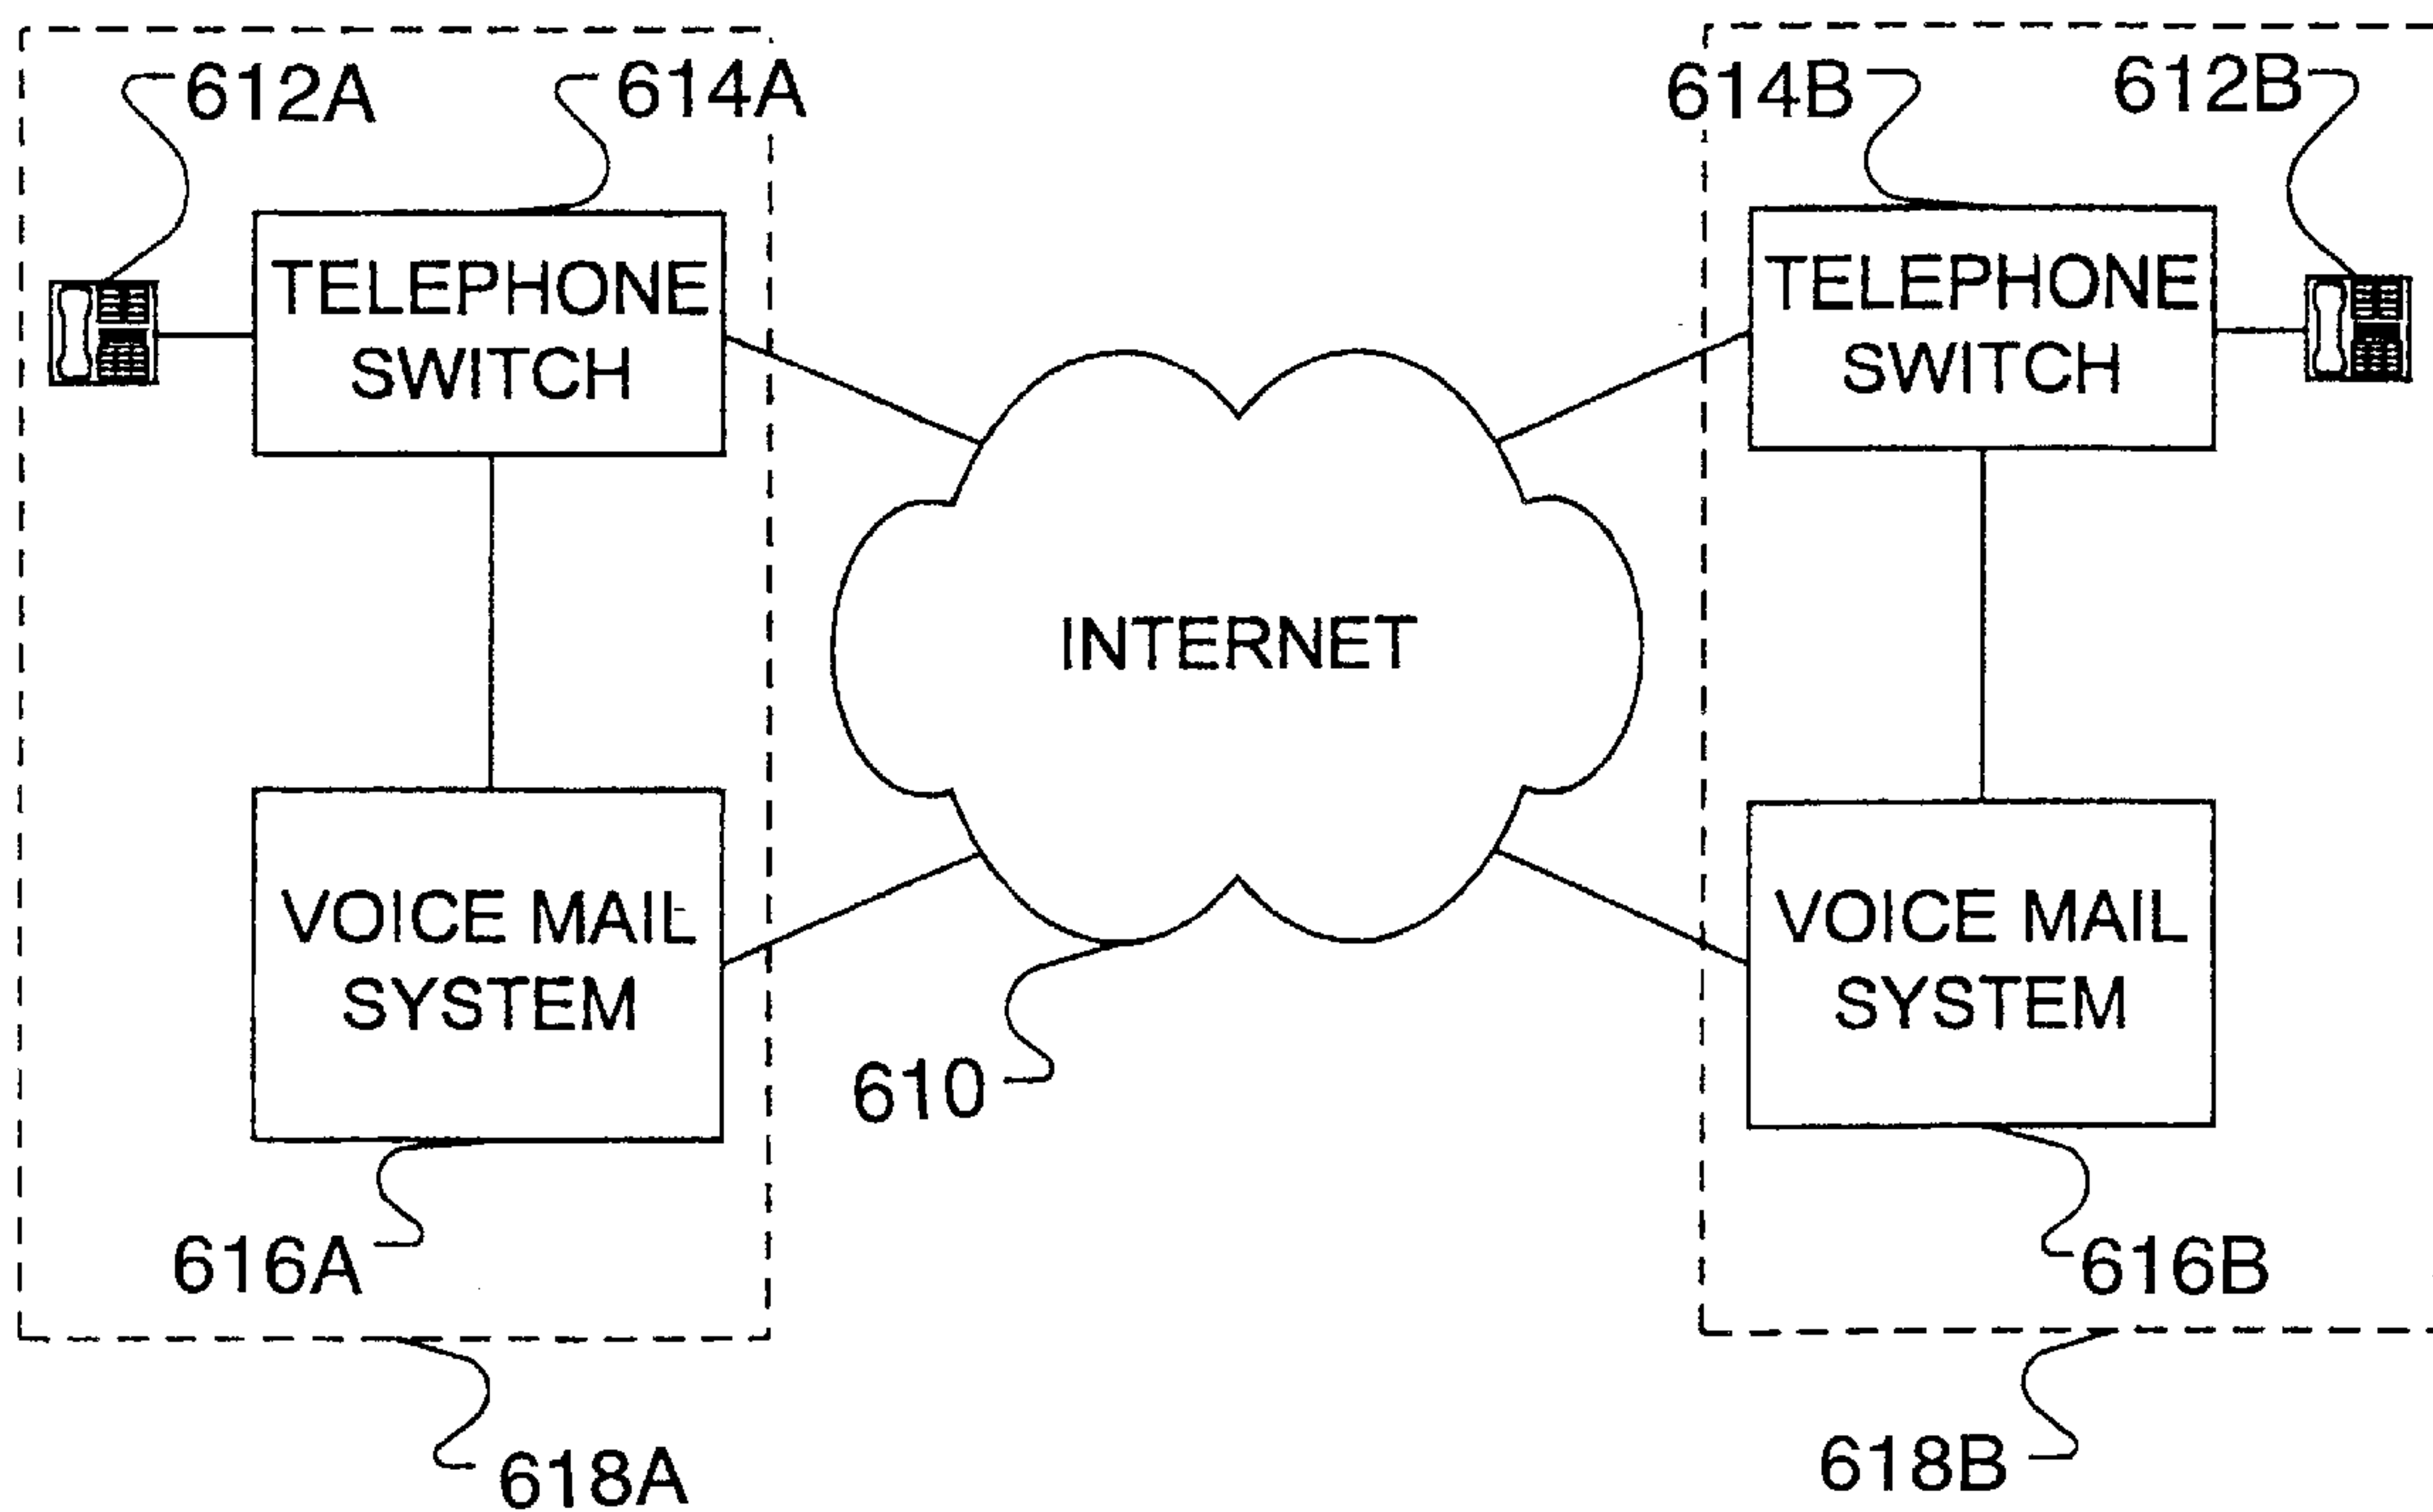 612A
614A
614B
612B
TELEPHONE
SWITCH
TELEPHONE
SWITCH
INTERNET
VOICE MAIL
SYSTEM
VOICE MAIL
SYSTEM
610
616A
616B
618A
618B